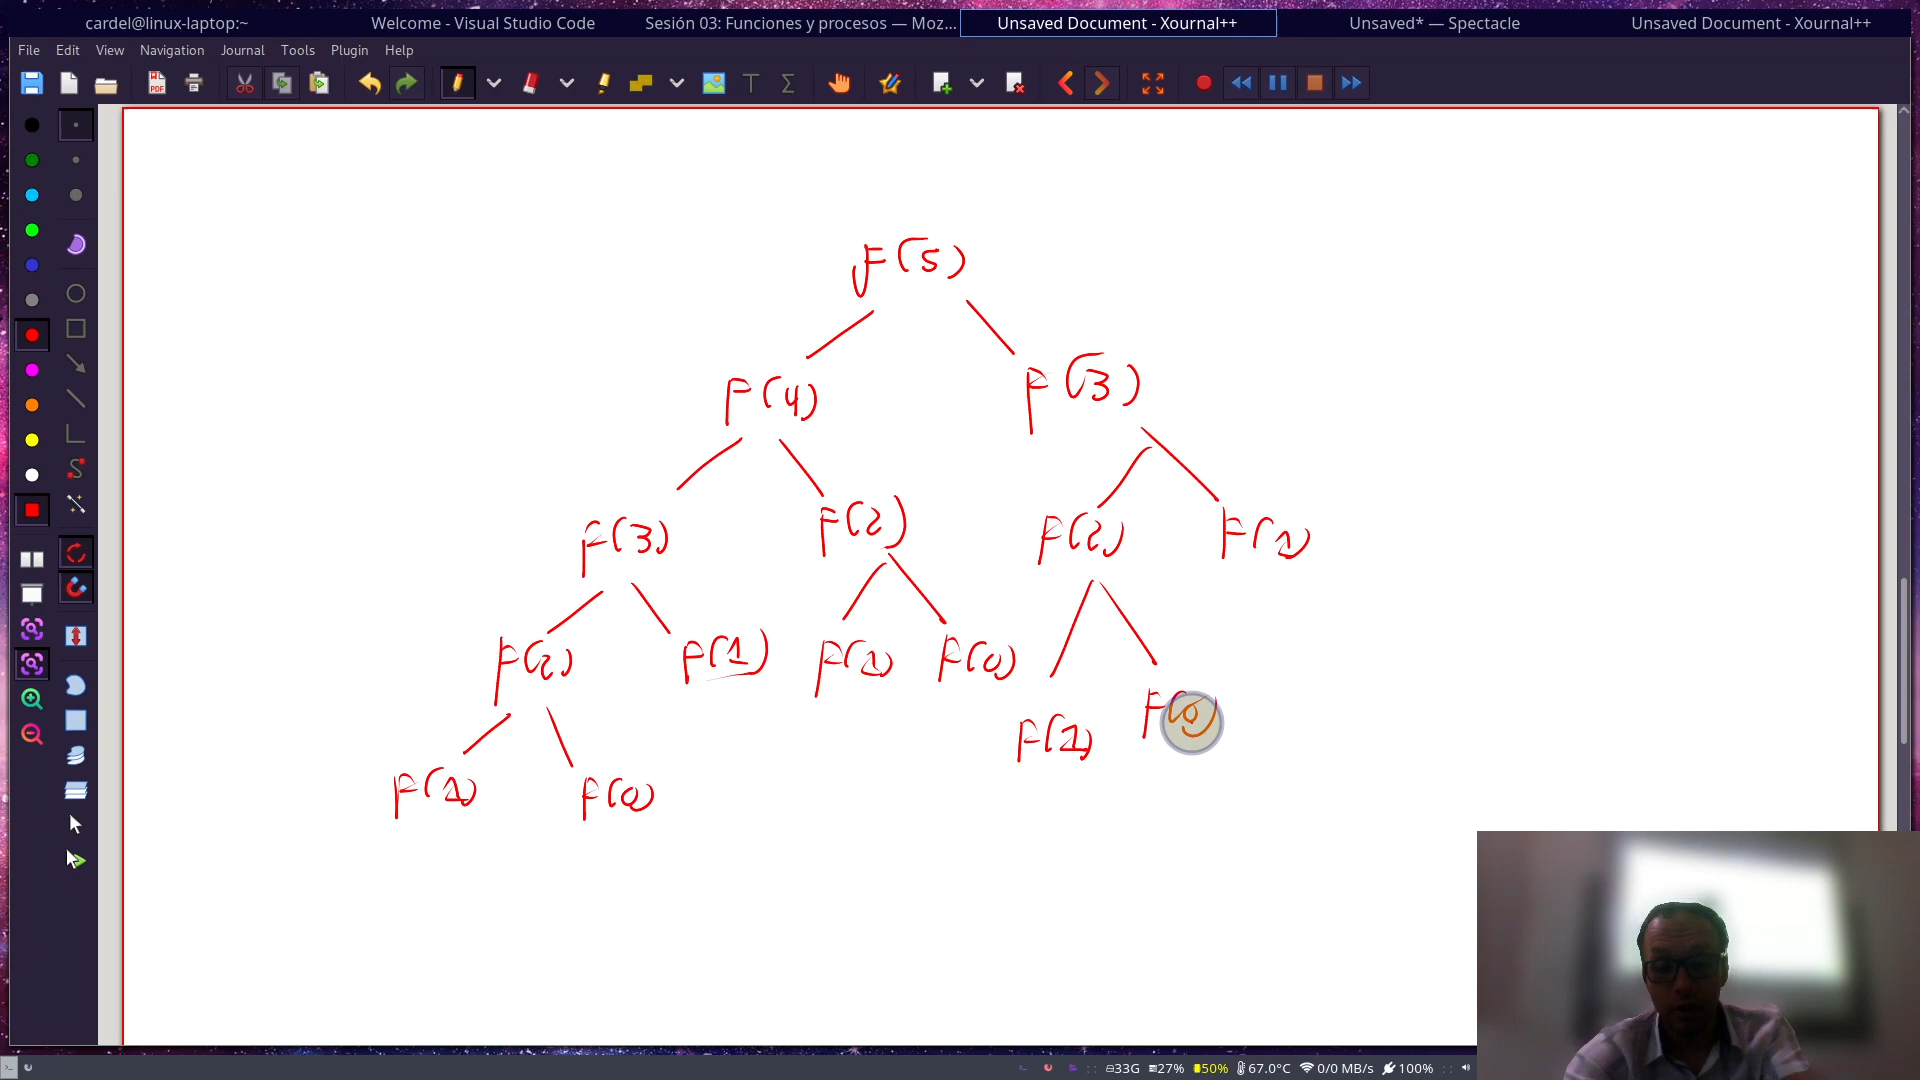 cardel@linux-laptop:~ Welcome - Visual Studio Code Sesión 03: Funciones y procesos — Moz... Unsaved Document - Xournal++ Unsaved* — Spectacle Unsaved Document - Xournal++
File Edit View Navigation Journal Tools Plugin Help
PDF T Σ
F(5)
F(4) F(3)
F(3) F(2) F(2) F(1)
F(2) F(1) F(1) F(0)
F(1) F(0)
F(1) F(0)
33G 27% 50% 67.0°C 0/0 MB/s 100%